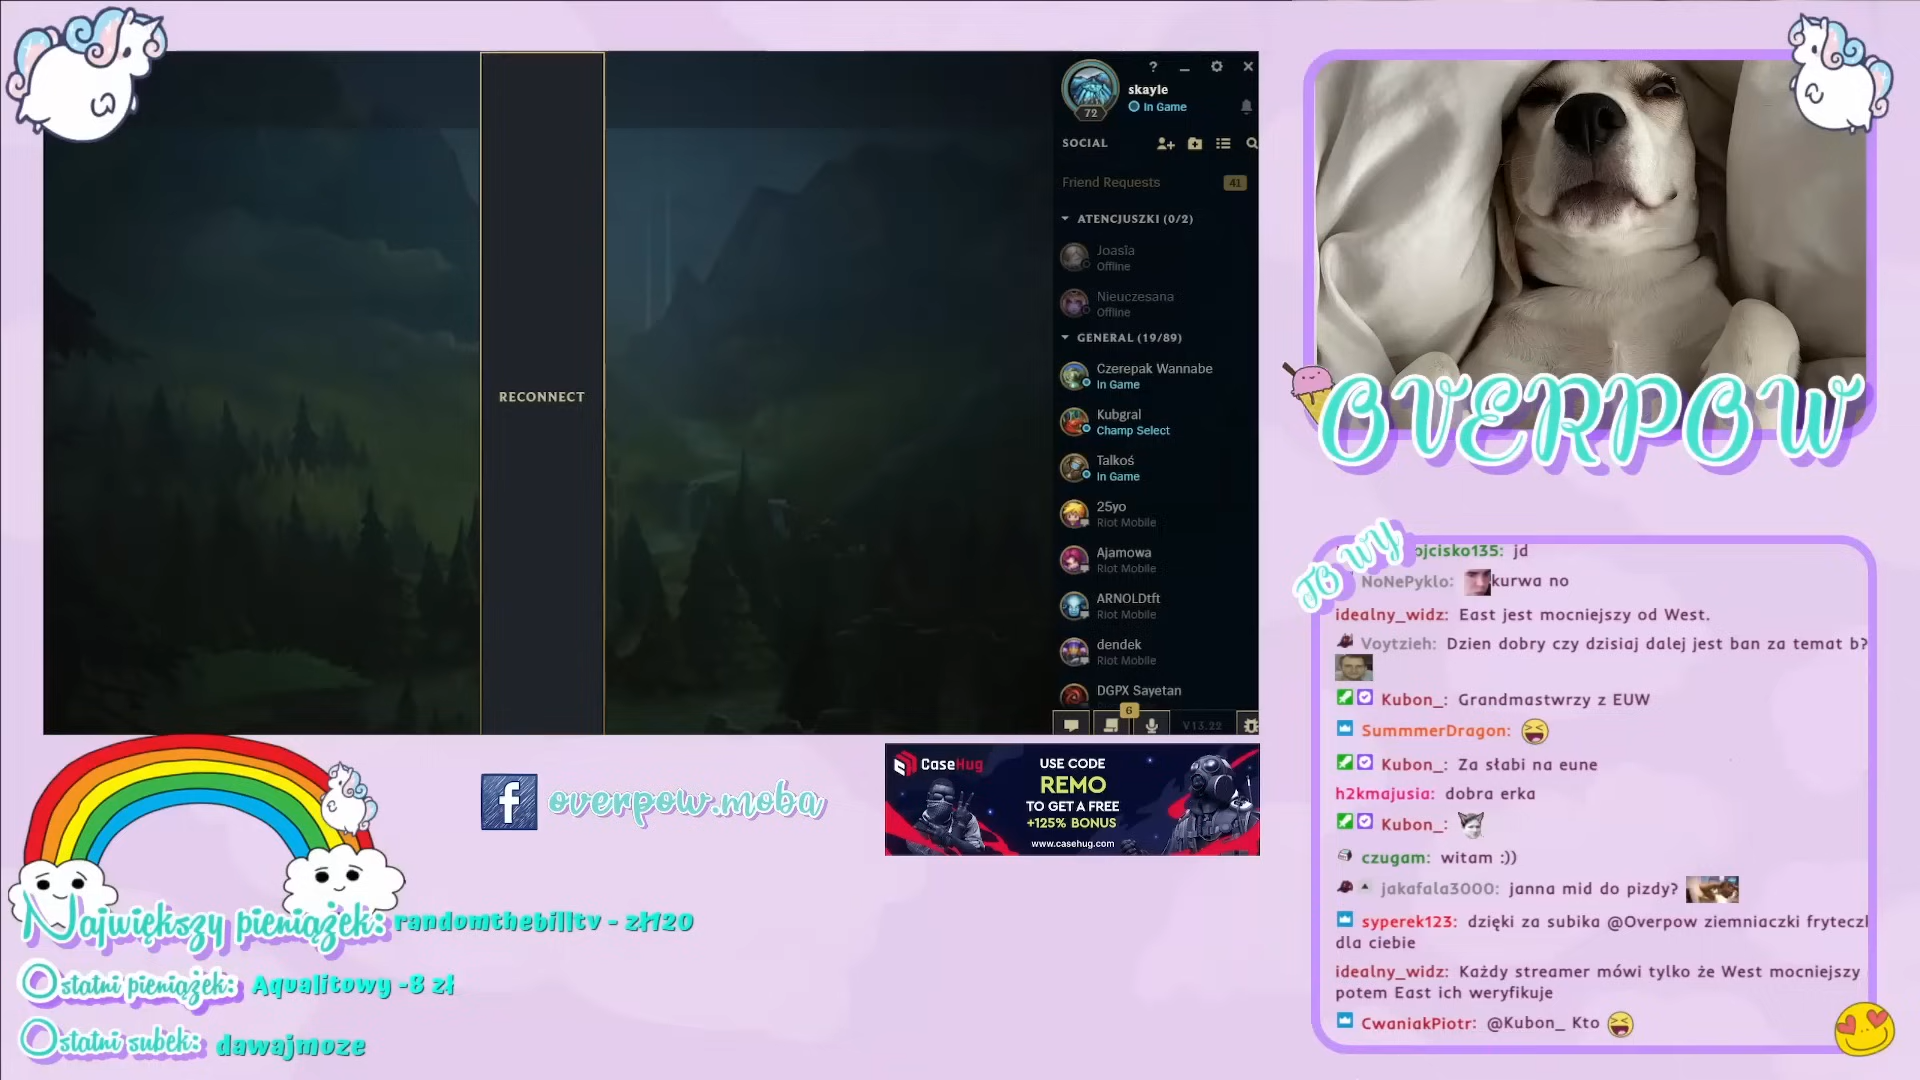 skayle
In Game
72
SOCIAL
Friend Requests
41
ATENCJUSZKI (0/2)
Joasia
Offline
Nieuczesana
Offline
GENERAL (19/89)
Czerepak Wannabe
In Game
Kubgral
Champ Select
Talkoś
In Game
25yo
Riot Mobile
Ajamowa
Riot Mobile
ARNOLDtft
Riot Mobile
dendek
Riot Mobile
DGPX Sayetan
6
V13.22
RECONNECT
OVERPOW
TO WY
ojcisko135: jd
NoNePyklo: kurwa no
idealny_widz: East jest mocniejszy od West.
Voytzieh: Dzien dobry czy dzisiaj dalej jest ban za temat b?
Kubon_: Grandmastwrzy z EUW
SummmerDragon:
Kubon_: Za słabi na eune
h2kmajusia: dobra erka
Kubon_:
czugam: witam :))
jakafala3000: janna mid do pizdy?
syperek123: dzięki za subika @Overpow ziemniaczki fryteczk
dla ciebie
idealny_widz: Każdy streamer mówi tylko że West mocniejszy
potem East ich weryfikuje
CwaniakPiotr: @Kubon_ Kto
f overpow.moba
CaseHug
USE CODE
REMO
TO GET A FREE
+125% BONUS
www.casehug.com
Największy pieniążek: randomthebilltv - zł120
Ostatni pieniążek: Aqualitowy -8 zł
Ostatni subek: dawajmoze